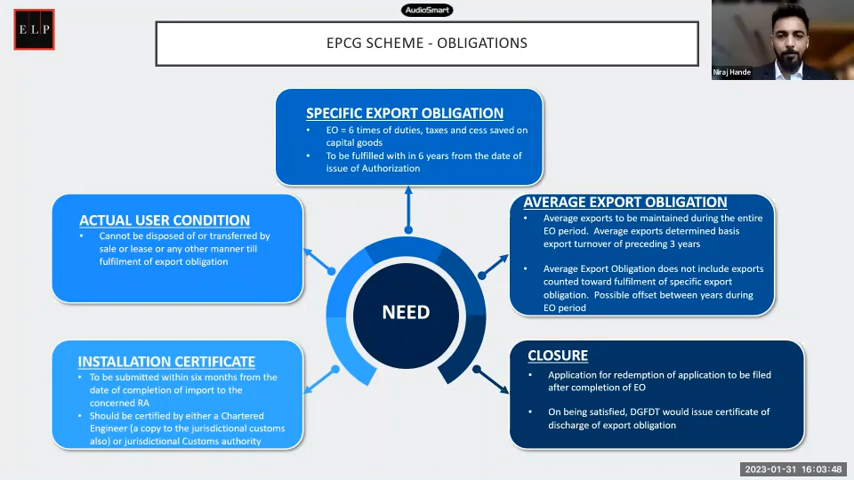 AudioSmart
ELP
EPCG SCHEME - OBLIGATIONS
Niraj Hande
SPECIFIC EXPORT OBLIGATION
• EO = 6 times of duties, taxes and cess saved on
capital goods
• To be fulfilled with in 6 years from the date of
issue of Authorization
ACTUAL USER CONDITION
• Cannot be disposed of or transferred by
sale or lease or any other manner till
fulfilment of export obligation
AVERAGE EXPORT OBLIGATION
• Average exports to be maintained during the entire
EO period. Average exports determined basis
export turnover of preceding 3 years
• Average Export Obligation does not include exports
counted toward fulfilment of specific export
obligation. Possible offset between years during
EO period
NEED
INSTALLATION CERTIFICATE
• To be submitted within six months from the
date of completion of import to the
concerned RA
• Should be certified by either a Chartered
Engineer (a copy to the jurisdictional customs
also) or jurisdictional Customs authority
CLOSURE
• Application for redemption of application to be filed
after completion of EO
• On being satisfied, DGFDT would issue certificate of
discharge of export obligation
2023-01-31 16:03:48